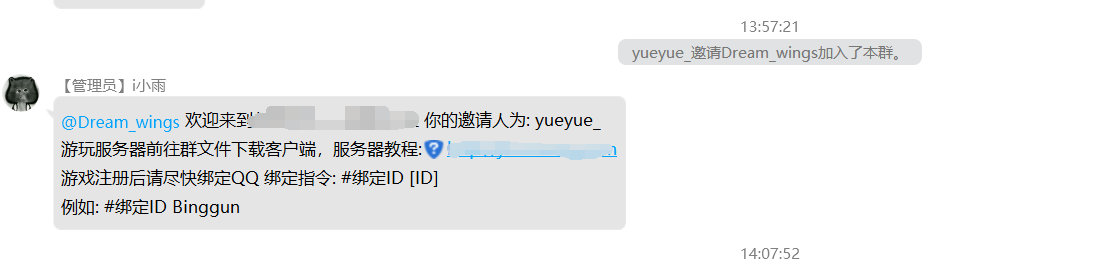 13:57:21
yueyue_邀请Dream_wings加入了本群。
【管理员】i小雨
@Dream_wings 欢迎来到 你的邀请人为: yueyue_
游玩服务器前往群文件下载客户端，服务器教程:
游戏注册后请尽快绑定QQ 绑定指令: #绑定ID [ID]
例如: #绑定ID Binggun
14:07:52